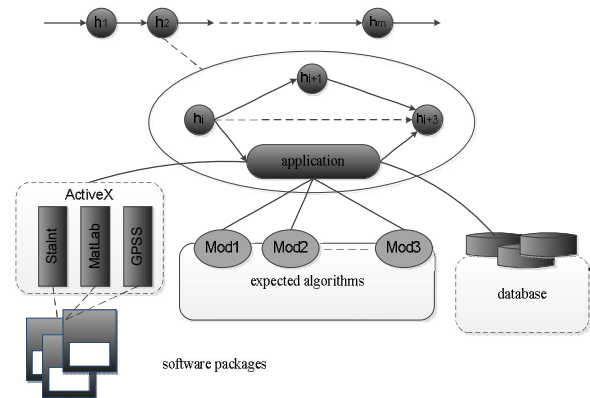 h1
h2
hm
hi+1
hi
hi+3
application
ActiveX
StaInt
MatLab
GPSS
Mod1
Mod2
Mod3
expected algorithms
database
software packages